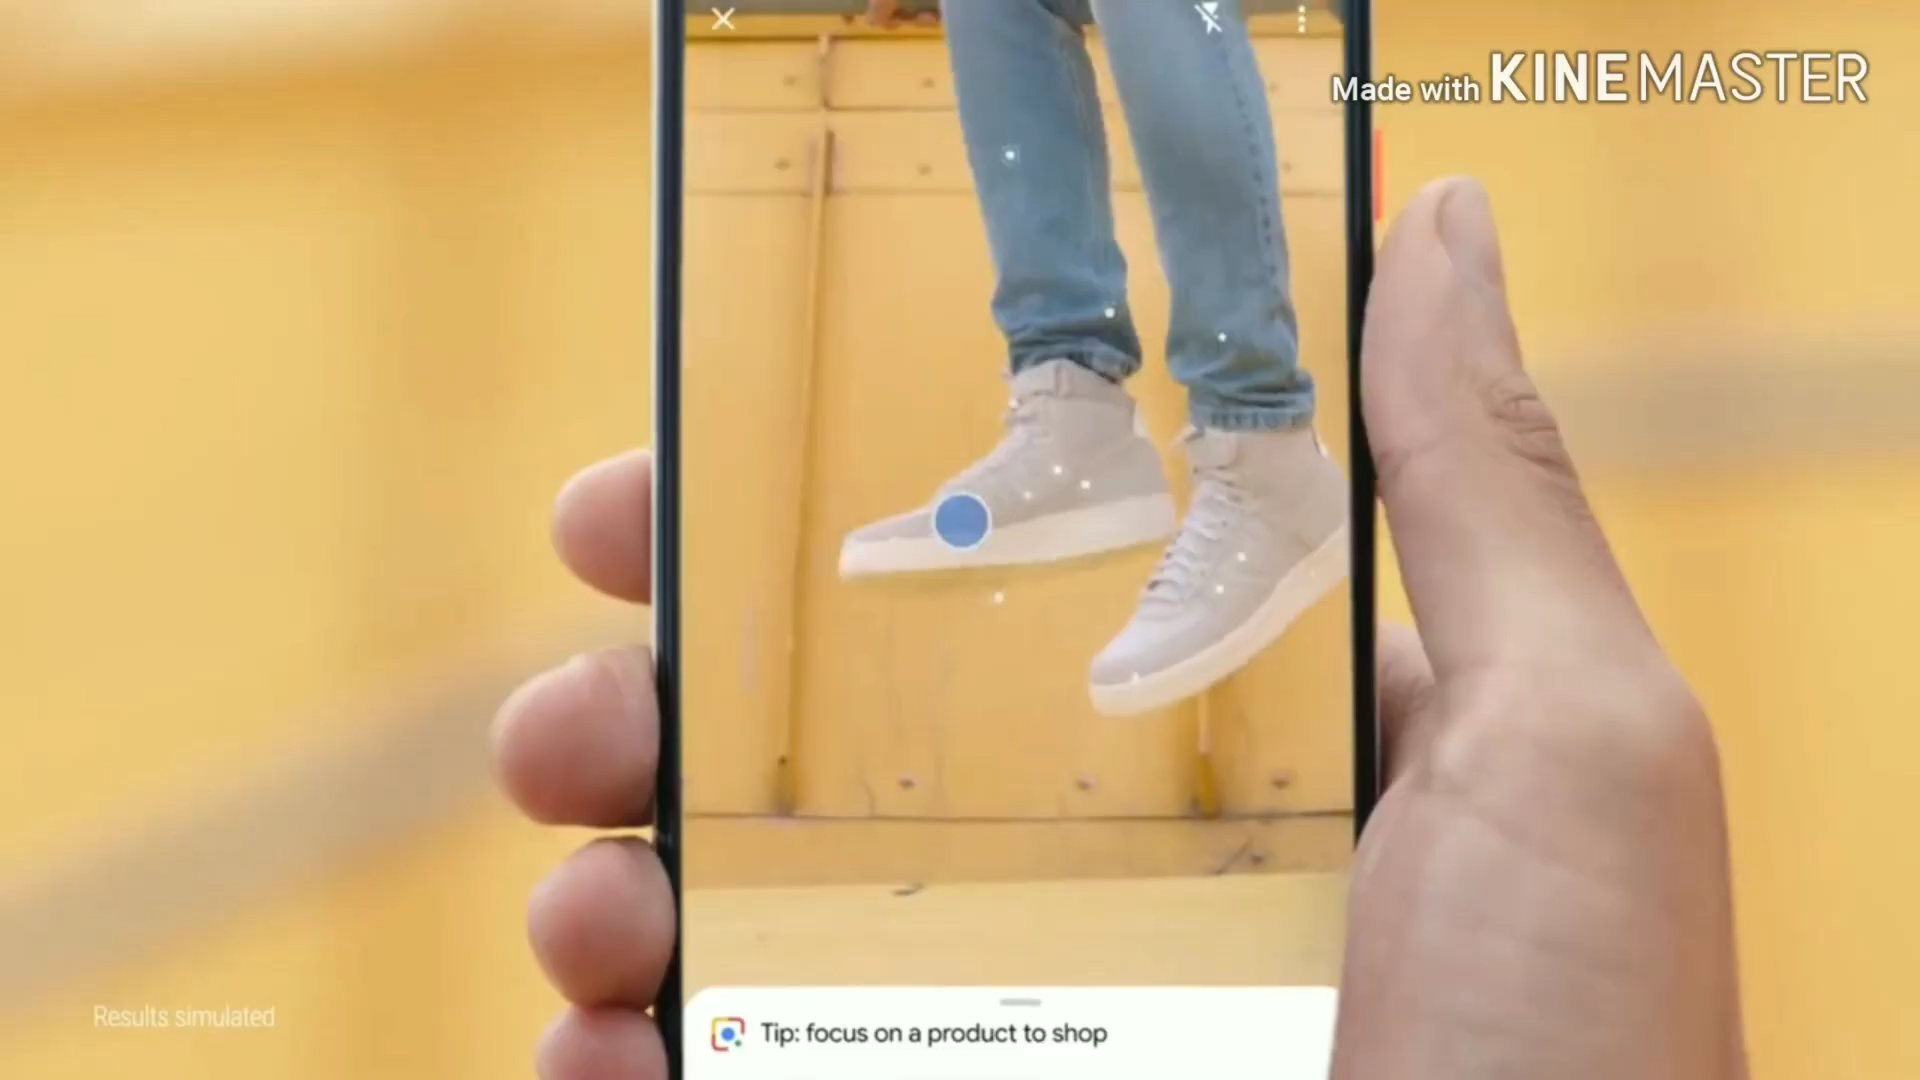 Made with KINEMASTER
Results simulated
Tip: focus on a product to shop